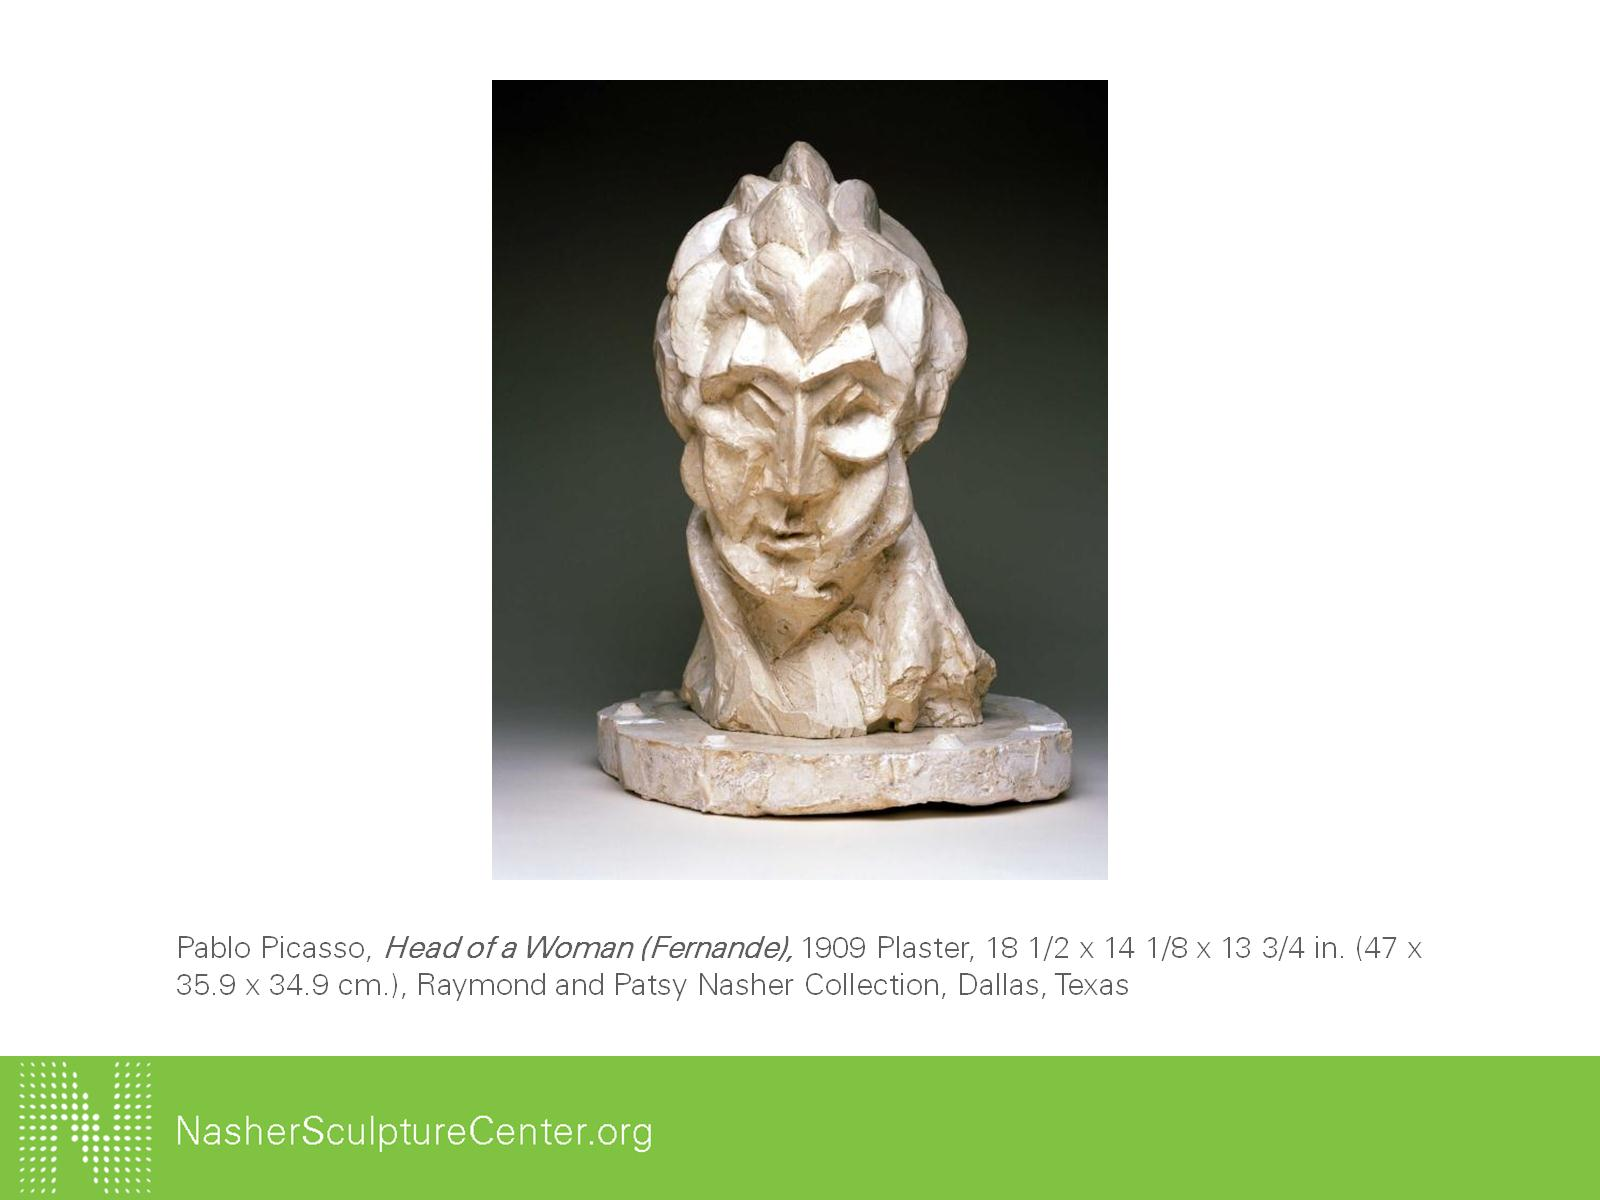 Pablo Picasso, Head of a Woman (Fernande), 1909 Plaster, 18 1/2 x 14 1/8 x 13 3/4 in. (47 x
35.9 x 34.9 cm.), Raymond and Patsy Nasher Collection, Dallas, Texas
NasherSculptureCenter.org